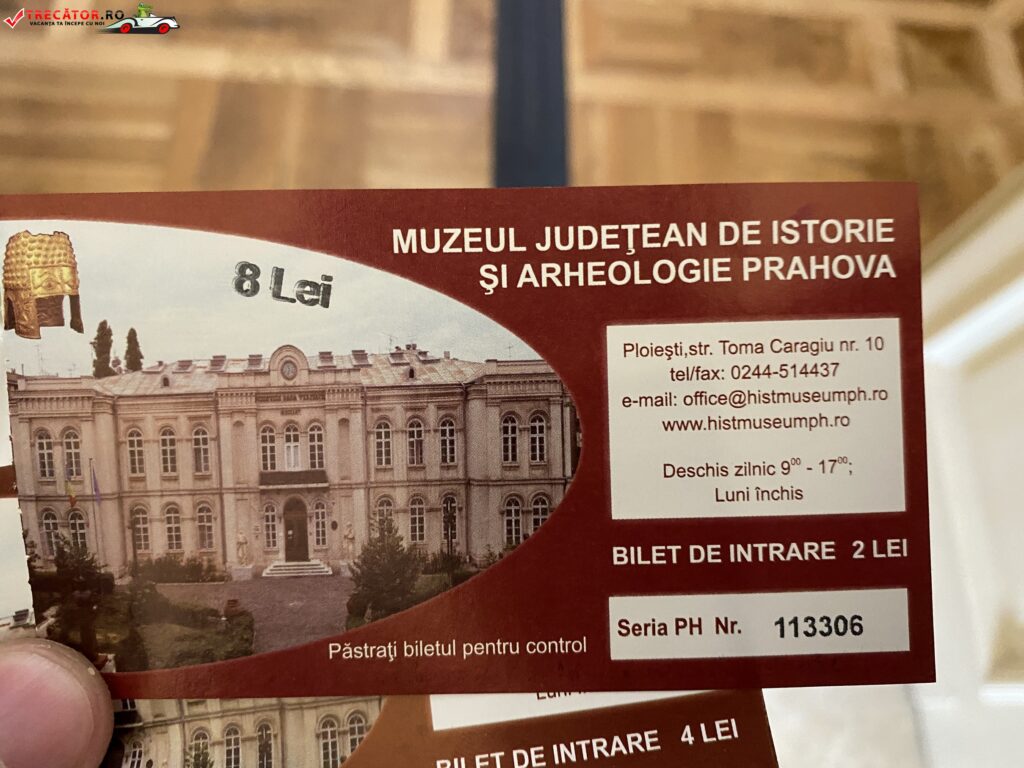 TRECĂTOR.RO
VACANȚA TA ÎNCEPE CU NOI
8 Lei
MUZEUL JUDEŢEAN DE ISTORIE
ŞI ARHEOLOGIE PRAHOVA
Ploieşti,str. Toma Caragiu nr. 10
tel/fax: 0244-514437
e-mail: office@histmuseumph.ro
www.histmuseumph.ro
Deschis zilnic 9⁰⁰ - 17⁰⁰;
Luni închis
BILET DE INTRARE 2 LEI
Seria PH Nr. 113306
Păstraţi biletul pentru control
Luni
BILET DE INTRARE 4 LEI